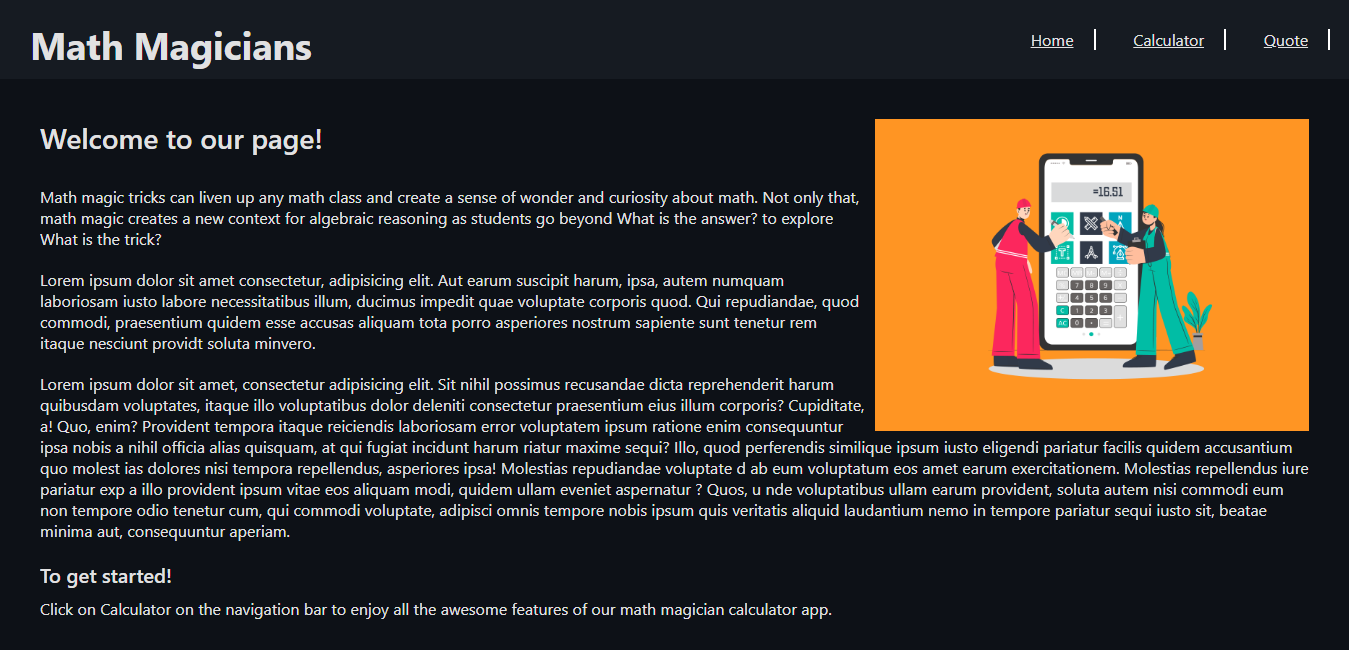 Math Magicians
Home
Calculator
Quote
Welcome to our page!
=16.51
Math magic tricks can liven up any math class and create a sense of wonder and curiosity about math. Not only that,
math magic creates a new context for algebraic reasoning as students go beyond What is the answer? to explore
What is the trick?
Lorem ipsum dolor sit amet consectetur, adipisicing elit. Aut earum suscipit harum, ipsa, autem numquam
laboriosam iusto labore necessitatibus illum, ducimus impedit quae voluptate corporis quod. Qui repudiandae, quod
commodi, praesentium quidem esse accusas aliquam tota porro asperiores nostrum sapiente sunt tenetur rem
itaque nesciunt providt soluta minvero.
7 8 9
4 5 6
C 1 2 3
AC 0
Lorem ipsum dolor sit amet, consectetur adipisicing elit. Sit nihil possimus recusandae dicta reprehenderit harum
quibusdam voluptates, itaque illo voluptatibus dolor deleniti consectetur praesentium eius illum corporis? Cupiditate,
a! Quo, enim? Provident tempora itaque reiciendis laboriosam error voluptatem ipsum ratione enim consequuntur
ipsa nobis a nihil officia alias quisquam, at qui fugiat incidunt harum riatur maxime sequi? Illo, quod perferendis similique ipsum iusto eligendi pariatur facilis quidem accusantium
quo molest ias dolores nisi tempora repellendus, asperiores ipsa! Molestias repudiandae voluptate d ab eum voluptatum eos amet earum exercitationem. Molestias repellendus iure
pariatur exp a illo provident ipsum vitae eos aliquam modi, quidem ullam eveniet aspernatur ? Quos, u nde voluptatibus ullam earum provident, soluta autem nisi commodi eum
non tempore odio tenetur cum, qui commodi voluptate, adipisci omnis tempore nobis ipsum quis veritatis aliquid laudantium nemo in tempore pariatur sequi iusto sit, beatae
minima aut, consequuntur aperiam.
To get started!
Click on Calculator on the navigation bar to enjoy all the awesome features of our math magician calculator app.